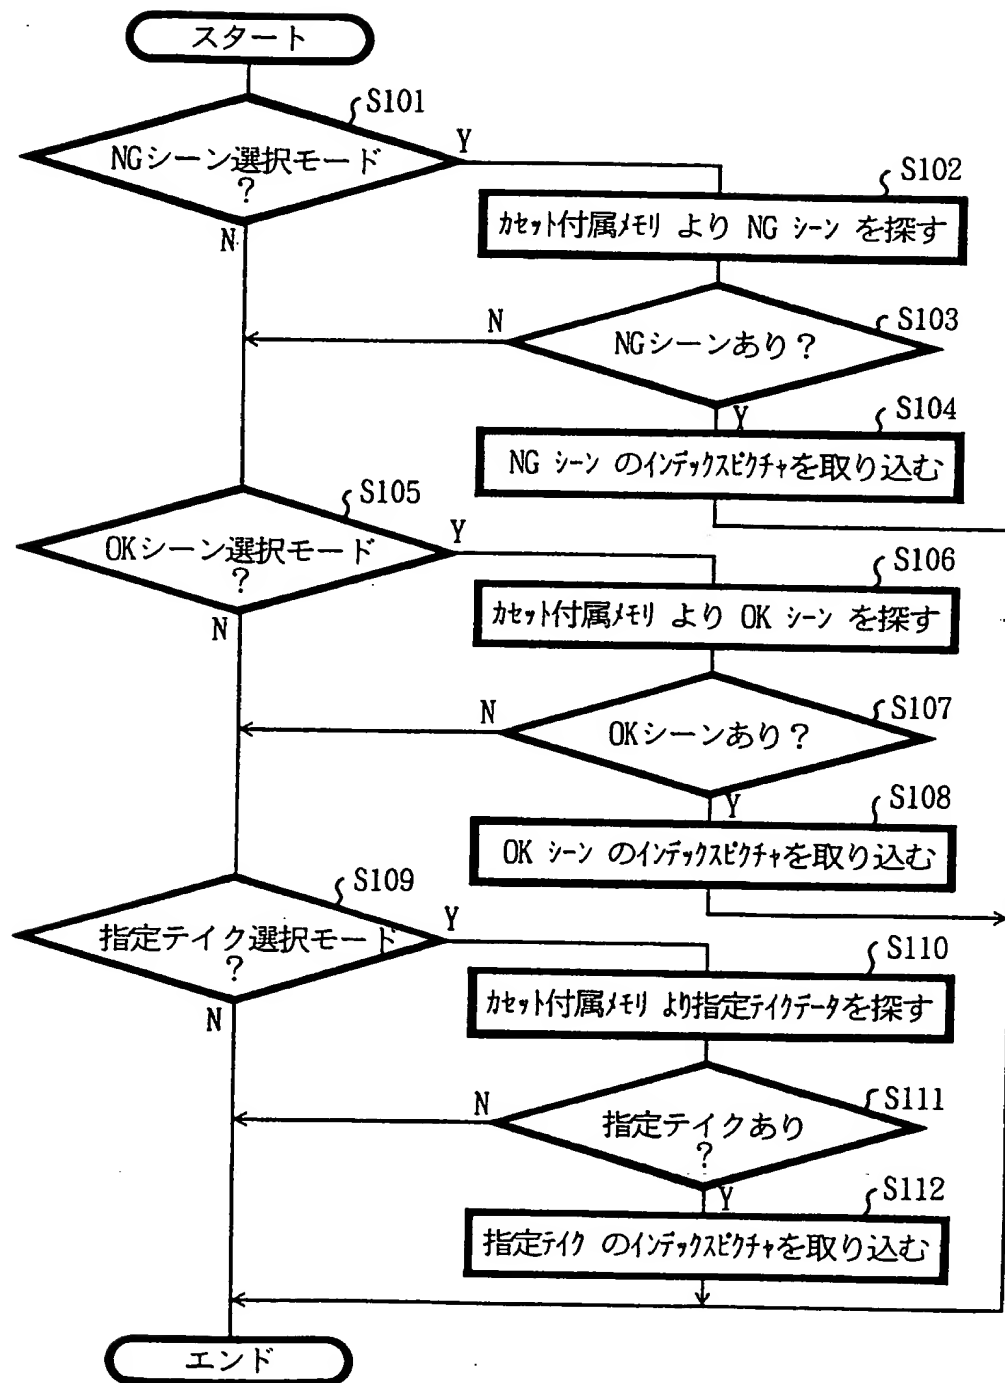 スタート
S101
NGシーン選択モード
?
Y
N
S102
カセット付属メモリ より NG シーン を探す
S103
NGシーンあり?
N
Y
S104
NG シーン のインデックスピクチャを取り込む
S105
OKシーン選択モード
?
Y
N
S106
カセット付属メモリ より OK シーン を探す
S107
OKシーンあり?
N
Y
S108
OK シーン のインデックスピクチャを取り込む
S109
指定テイク選択モード
?
Y
N
S110
カセット付属メモリ より指定テイクデータを探す
S111
指定テイクあり
?
N
Y
S112
指定テイク のインデックスピクチャを取り込む
エンド